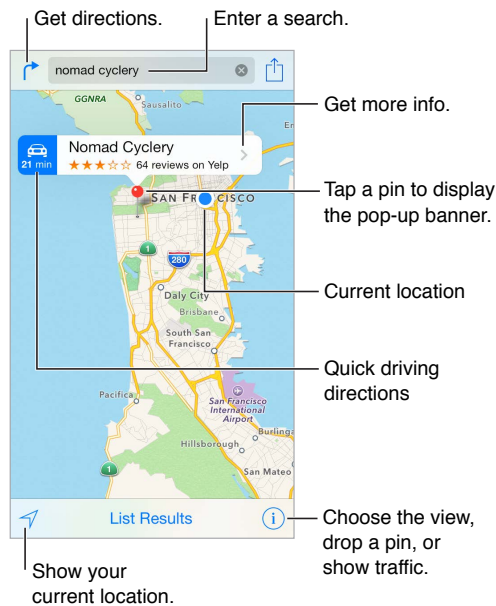 Get directions.
Enter a search.
nomad cyclery
GGNRA
Sausalito
Get more info.
En
Nomad Cyclery
21 min
64 reviews on Yelp
Tap a pin to display
the pop-up banner.
SAN FR CISCO
1
280
Current location
Daly City
Brisbane
South San
Francisco
Quick driving
directions
Pacifica
San Francisco
International
Airport
Burlinga
Hillsborough
San Mateo
1
List Results
i
Choose the view,
drop a pin, or
show traffic.
Show your
current location.